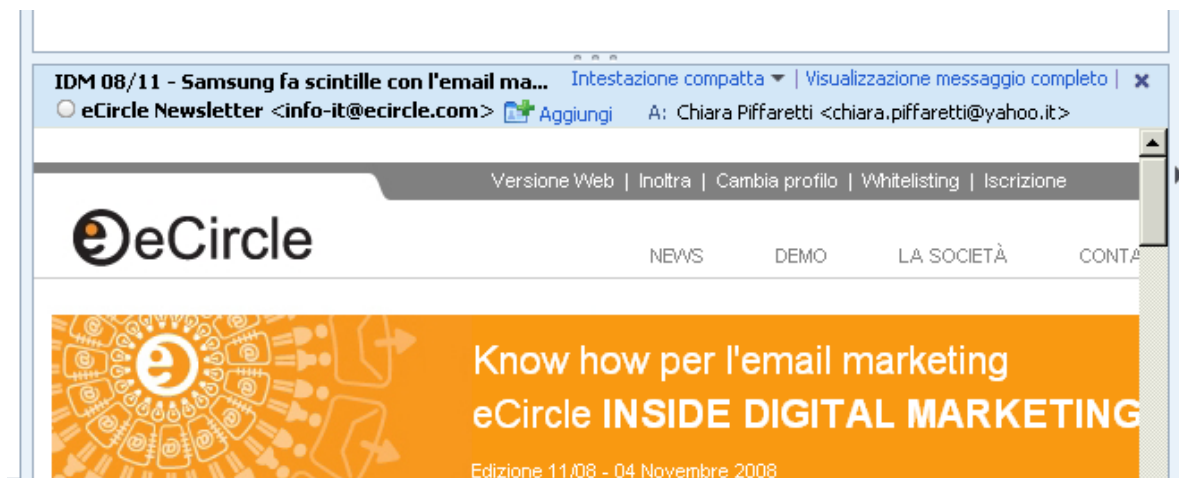 IDM 08/11 - Samsung fa scintille con l'email ma... Intestazione compatta | Visualizzazione messaggio completo |
eCircle Newsletter <info-it@ecircle.com> Aggiungi A: Chiara Piffaretti <chiara.piffaretti@yahoo.it>
Versione Web | Inoltra | Cambia profilo | Whitelisting | Iscrizione
eCircle
NEWS DEMO LA SOCIETÀ CONTA
Know how per l'email marketing
eCircle INSIDE DIGITAL MARKETING
Edizione 11/08 - 04 Novembre 2008